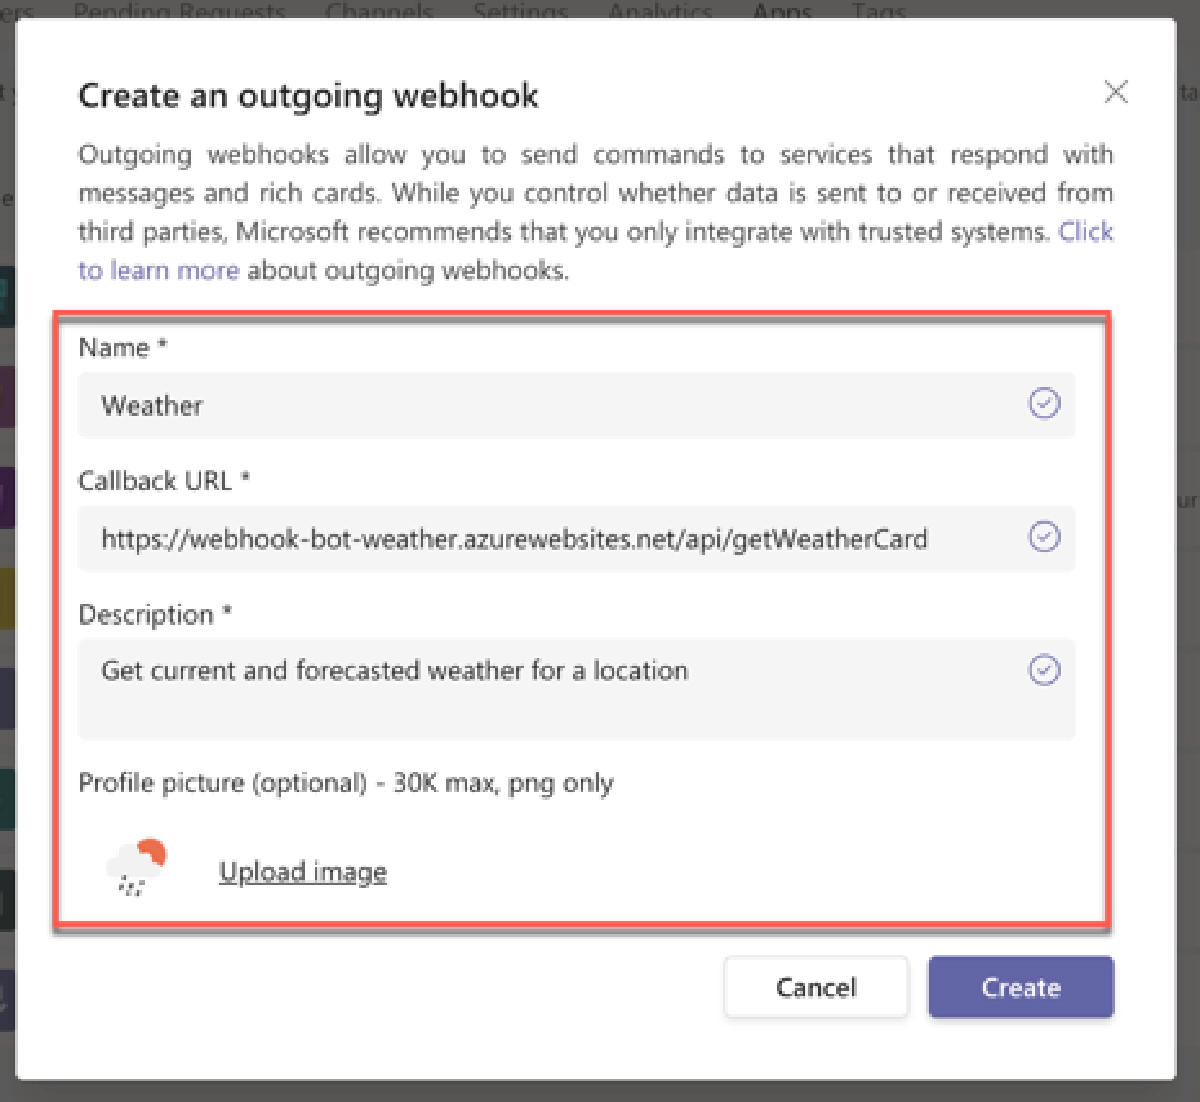 Pending Requests Channels Settings Analytics Apps Tags
Create an outgoing webhook
Outgoing webhooks allow you to send commands to services that respond with
messages and rich cards. While you control whether data is sent to or received from
third parties, Microsoft recommends that you only integrate with trusted systems. Click
to learn more about outgoing webhooks.
Name *
Weather
Callback URL *
https://webhook-bot-weather.azurewebsites.net/api/getWeatherCard
Description *
Get current and forecasted weather for a location
Profile picture (optional) - 30K max, png only
Upload image
Cancel Create